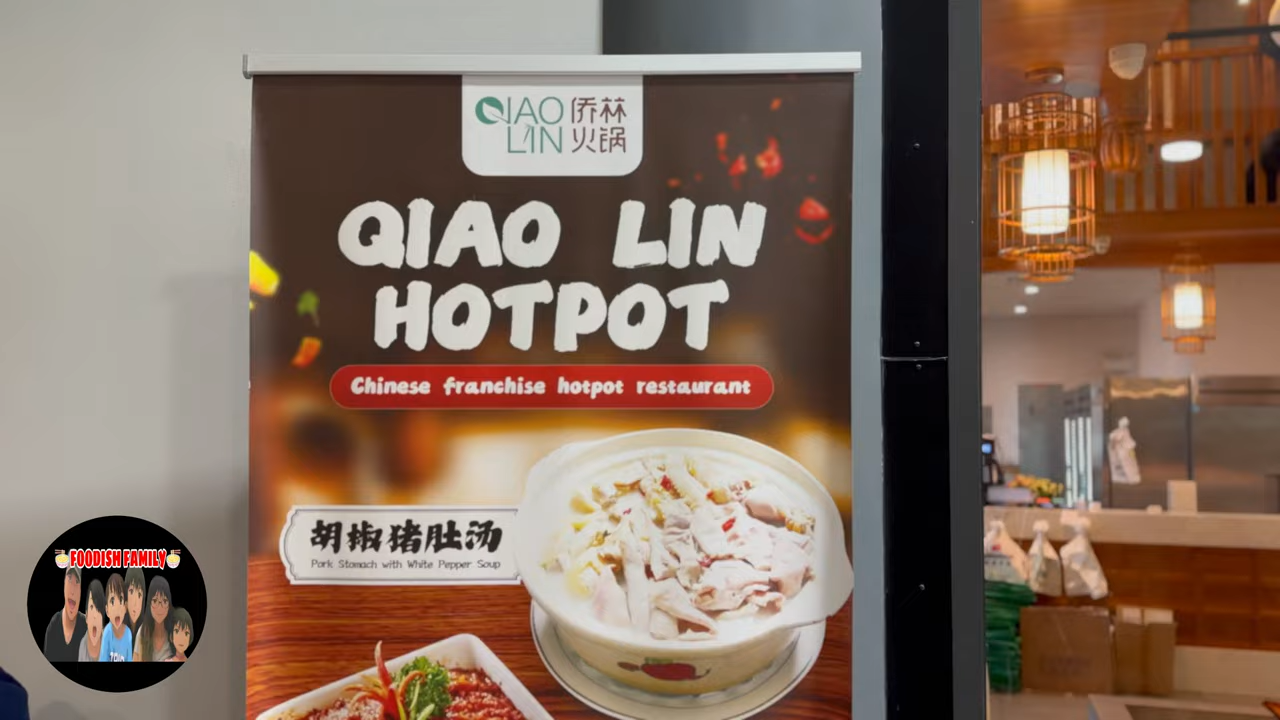 QIAO 侨林
LIN 火锅
QIAO LIN
HOTPOT
Chinese franchise hotpot restaurant
胡椒猪肚汤
Pork Stomach with White Pepper Soup
FOODISH FAMILY